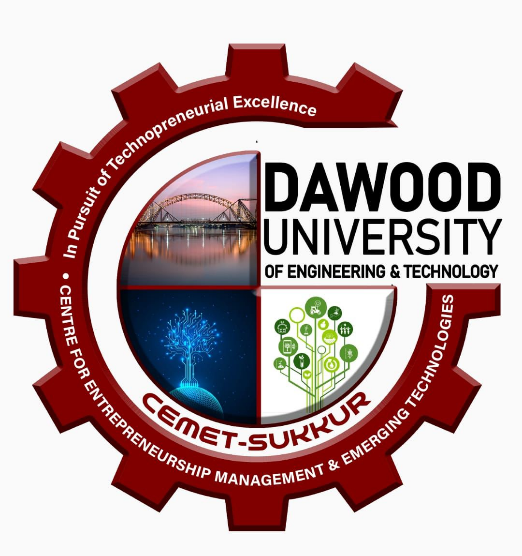 In Pursuit of Technopreneurial Excellence
DAWOOD
UNIVERSITY
OF ENGINEERING & TECHNOLOGY
CEMET-SUKKUR
• CENTRE FOR ENTREPRENEURSHIP MANAGEMENT & EMERGING TECHNOLOGIES